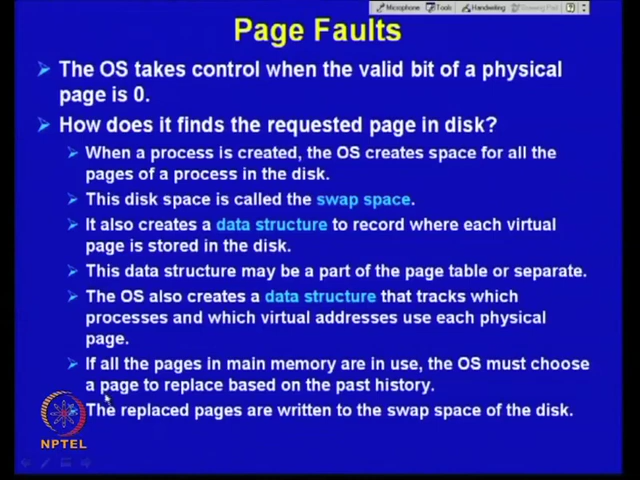 Microphone Tools Handwriting Drawing Pad
Page Faults
The OS takes control when the valid bit of a physical
page is 0.
How does it finds the requested page in disk?
When a process is created, the OS creates space for all the
pages of a process in the disk.
This disk space is called the swap space.
It also creates a data structure to record where each virtual
page is stored in the disk.
This data structure may be a part of the page table or separate.
The OS also creates a data structure that tracks which
processes and which virtual addresses use each physical
page.
If all the pages in main memory are in use, the OS must choose
a page to replace based on the past history.
The replaced pages are written to the swap space of the disk.
NPTEL